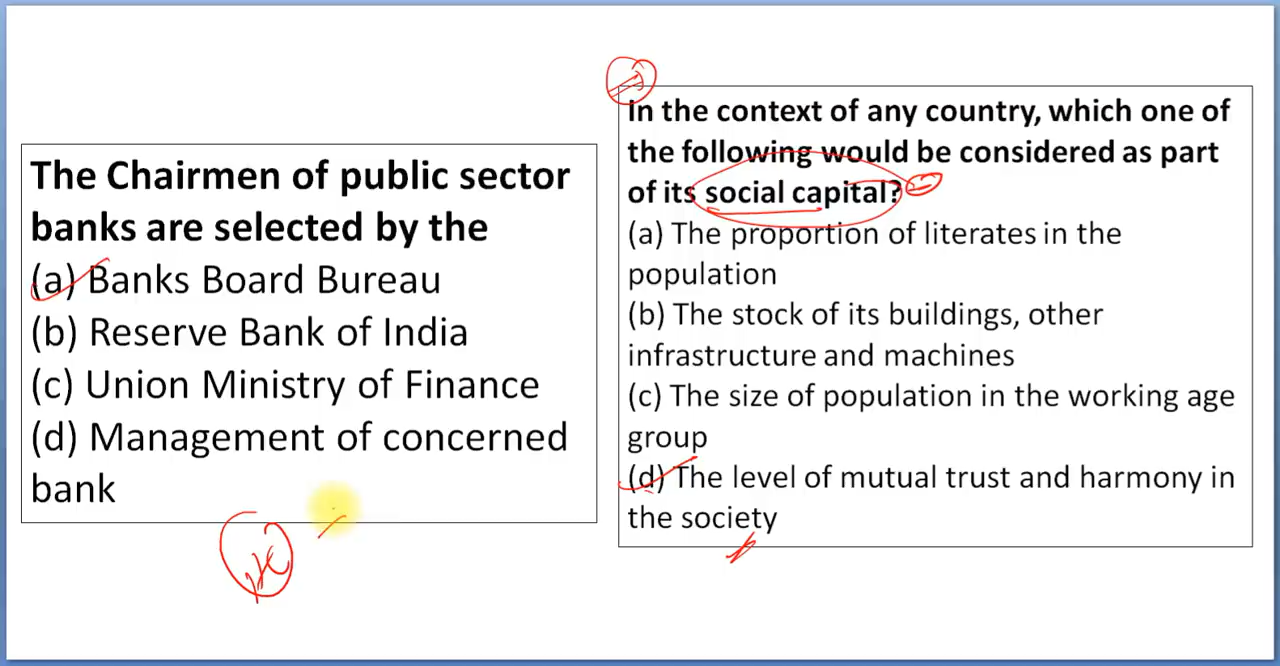 The Chairmen of public sector
banks are selected by the
(a) Banks Board Bureau
(b) Reserve Bank of India
(c) Union Ministry of Finance
(d) Management of concerned
bank
In the context of any country, which one of
the following would be considered as part
of its social capital?
(a) The proportion of literates in the
population
(b) The stock of its buildings, other
infrastructure and machines
(c) The size of population in the working age
group
(d) The level of mutual trust and harmony in
the society